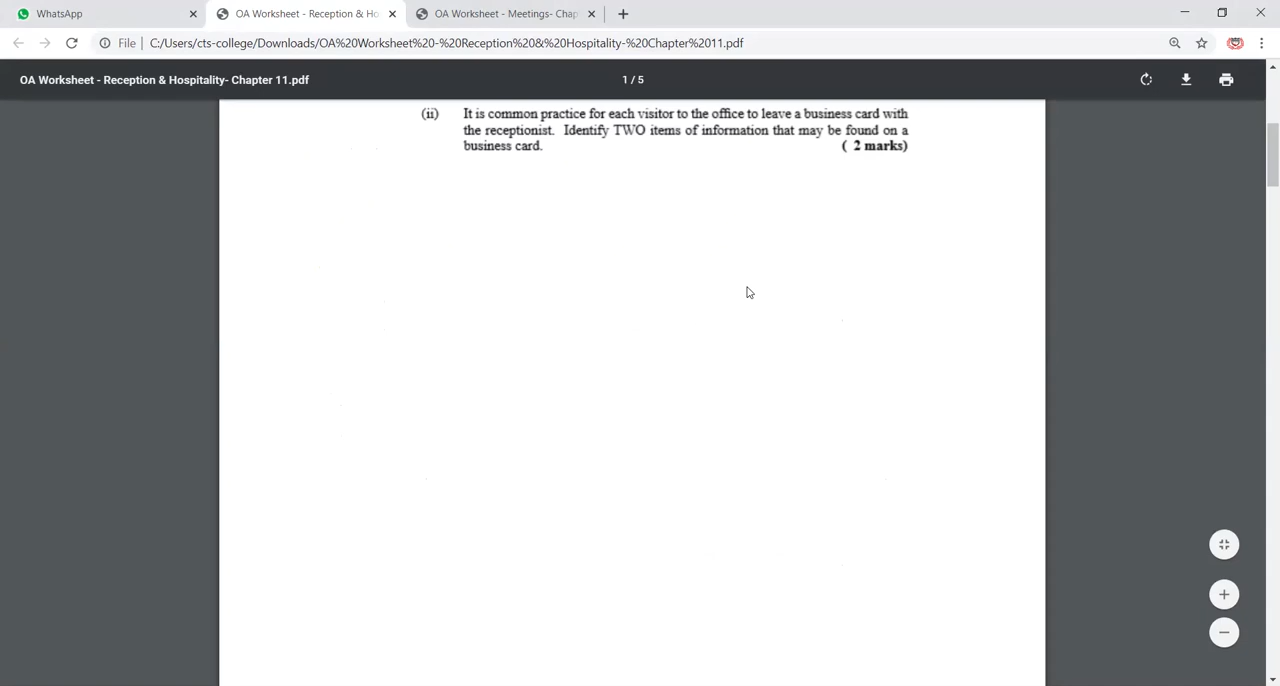 WhatsApp
OA Worksheet - Reception & Ho
OA Worksheet - Meetings- Chap
File
C:/Users/cts-college/Downloads/OA%20Worksheet%20-%20Reception%20&%20Hospitality-%20Chapter%2011.pdf
OA Worksheet - Reception & Hospitality- Chapter 11.pdf
1 / 5
(ii) It is common practice for each visitor to the office to leave a business card with
the receptionist. Identify TWO items of information that may be found on a
business card. ( 2 marks)